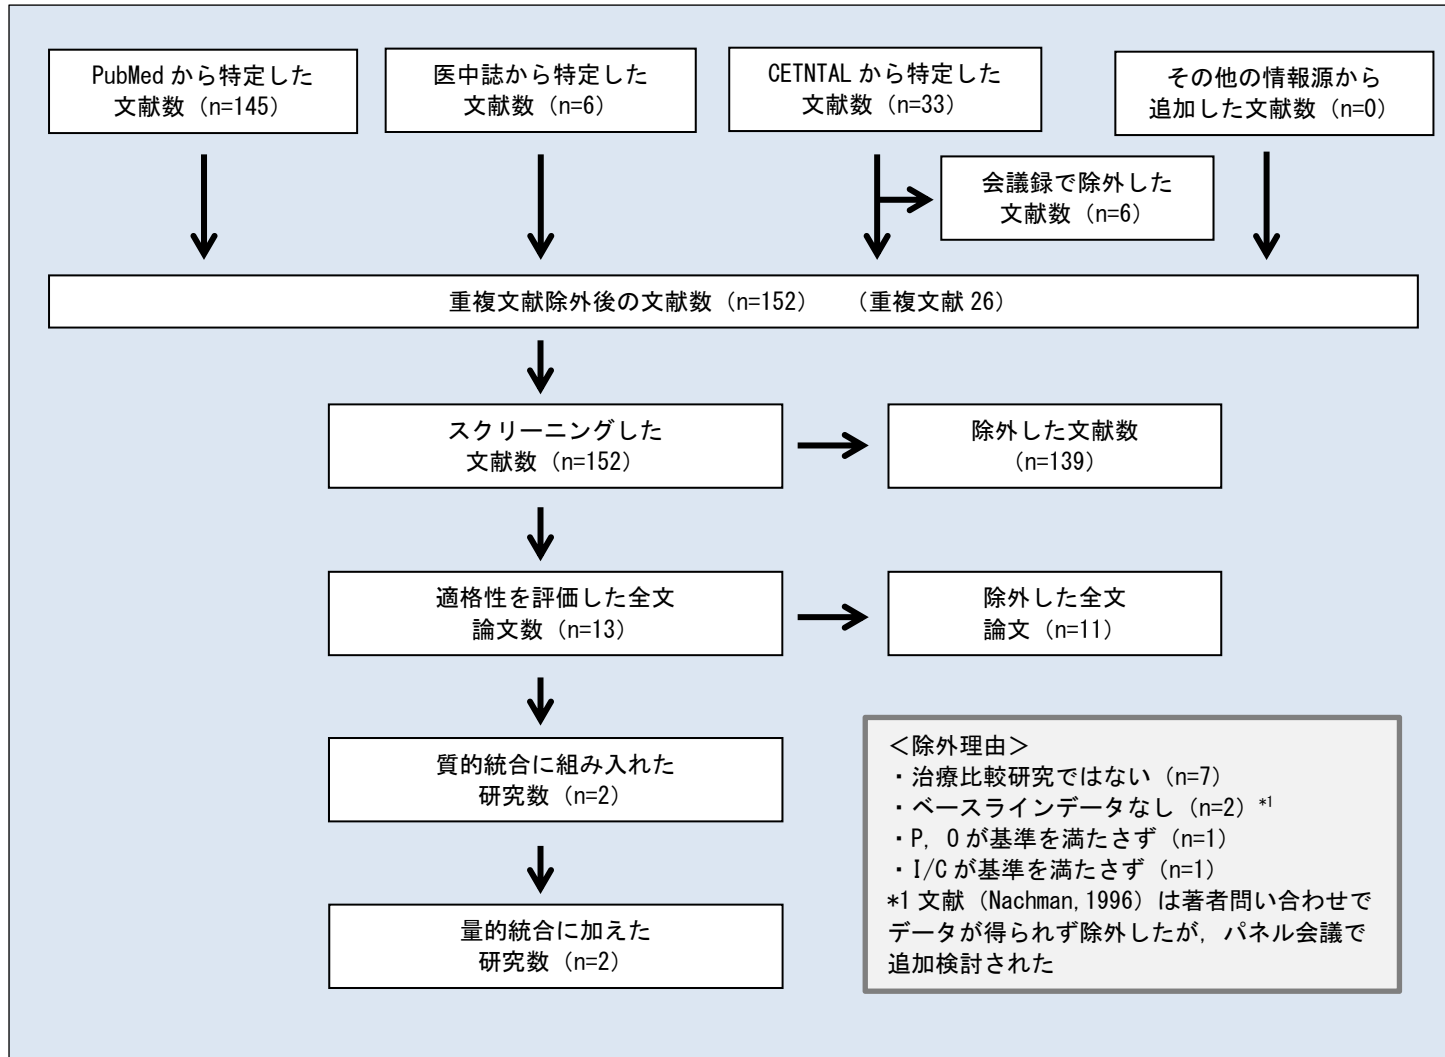 PubMed から特定した
文献数（n=145）
医中誌から特定した
文献数（n=6）
CETNTAL から特定した
文献数（n=33）
その他の情報源から
追加した文献数（n=0）
会議録で除外した
文献数（n=6）
重複文献除外後の文献数（n=152）　（重複文献 26）
スクリーニングした
文献数（n=152）
除外した文献数
（n=139）
適格性を評価した全文
論文数（n=13）
除外した全文
論文（n=11）
質的統合に組み入れた
研究数（n=2）
量的統合に加えた
研究数（n=2）
＜除外理由＞
・治療比較研究ではない（n=7）
・ベースラインデータなし（n=2）*1
・P, O が基準を満たさず（n=1）
・I/C が基準を満たさず（n=1）
*1 文献（Nachman, 1996）は著者問い合わせで
データが得られず除外したが，パネル会議で
追加検討された